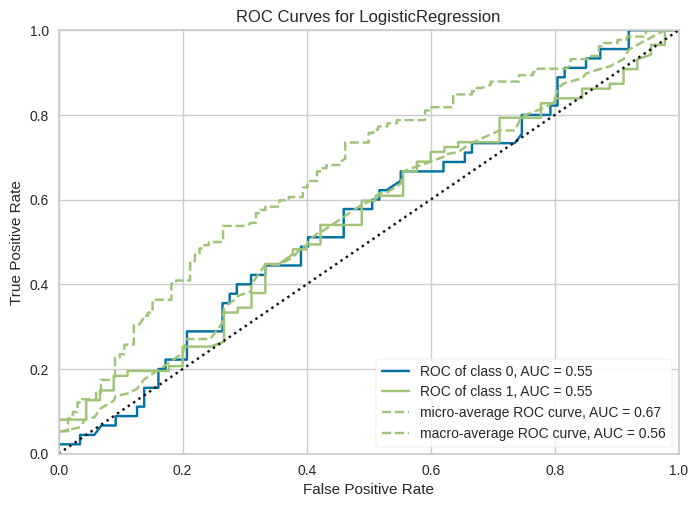 ROC Curves for LogisticRegression
True Positive Rate
1.0
0.8
0.6
0.4
0.2
0.0
ROC of class 0, AUC = 0.55
ROC of class 1, AUC = 0.55
micro-average ROC curve, AUC = 0.67
macro-average ROC curve, AUC = 0.56
0.0 0.2 0.4 0.6 0.8 1.0
False Positive Rate